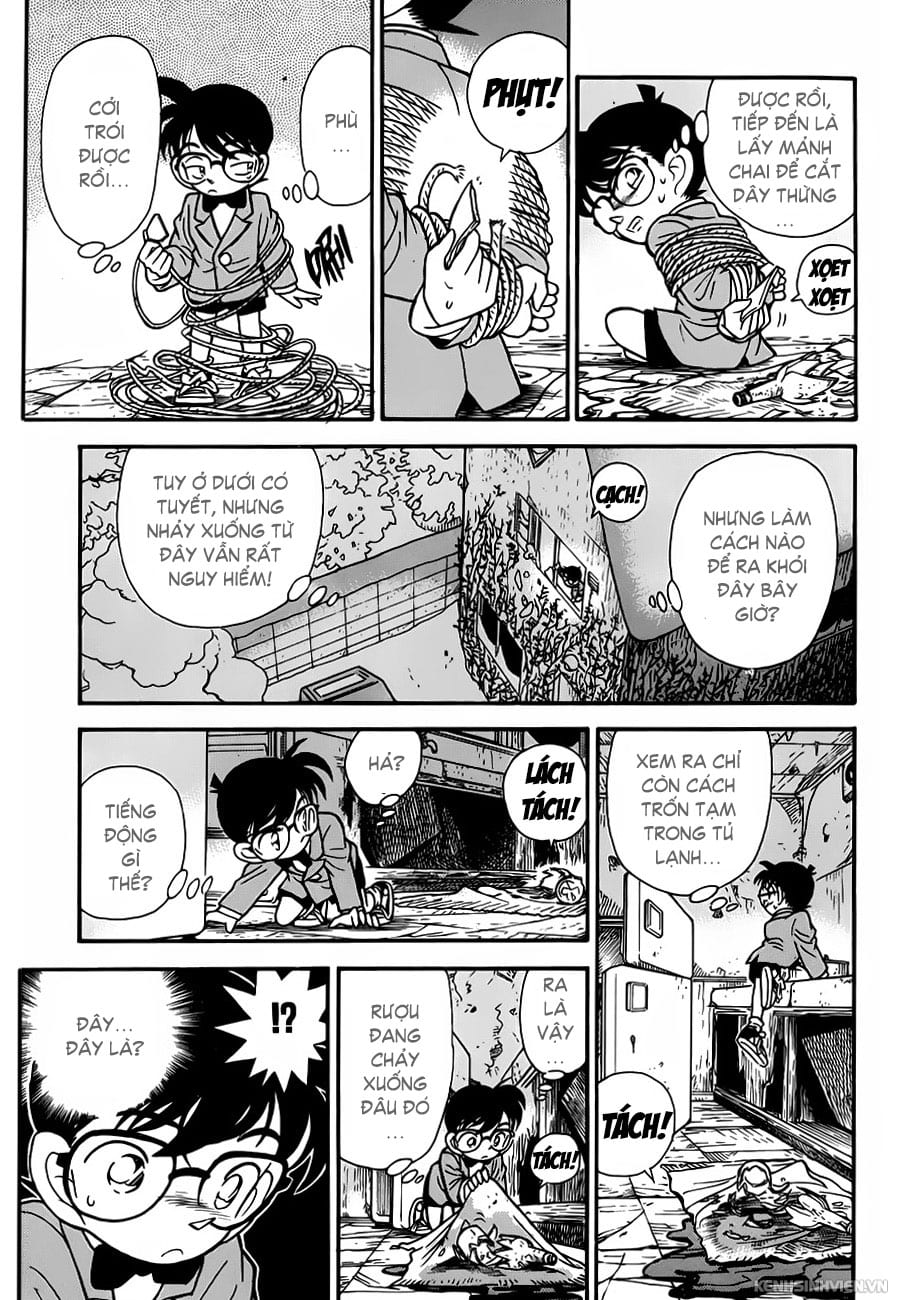 ĐƯỢC RỒI,
TIẾP ĐẾN LÀ
LẤY MẢNH
CHAI ĐỂ CẮT
DÂY THỪNG
...
XOẸT
XOẸT
PHỤT!
PHÙ
...
CỞI
TRÓI
ĐƯỢC
RỒI...
NHƯNG LÀM
CÁCH NÀO
ĐỂ RA KHỎI
ĐÂY BÂY
GIỜ?
CẠCH!
TUY Ở DƯỚI CÓ
TUYẾT, NHƯNG
NHẢY XUỐNG TỪ
ĐÂY VẪN RẤT
NGUY HIỂM!
XEM RA CHỈ
CÒN CÁCH
TRỐN TẠM
TRONG TỦ
LẠNH...
TÁCH!
LÁCH
TÁCH!
HẢ?
TIẾNG
ĐỘNG
GÌ
THẾ?
RA
LÀ
VẬY
...
TÁCH!
RƯỢU
ĐANG
CHẢY
XUỐNG
ĐÂU ĐÓ
...
!?
ĐÂY...
ĐÂY LÀ?
KENHSINHVIEN.VN